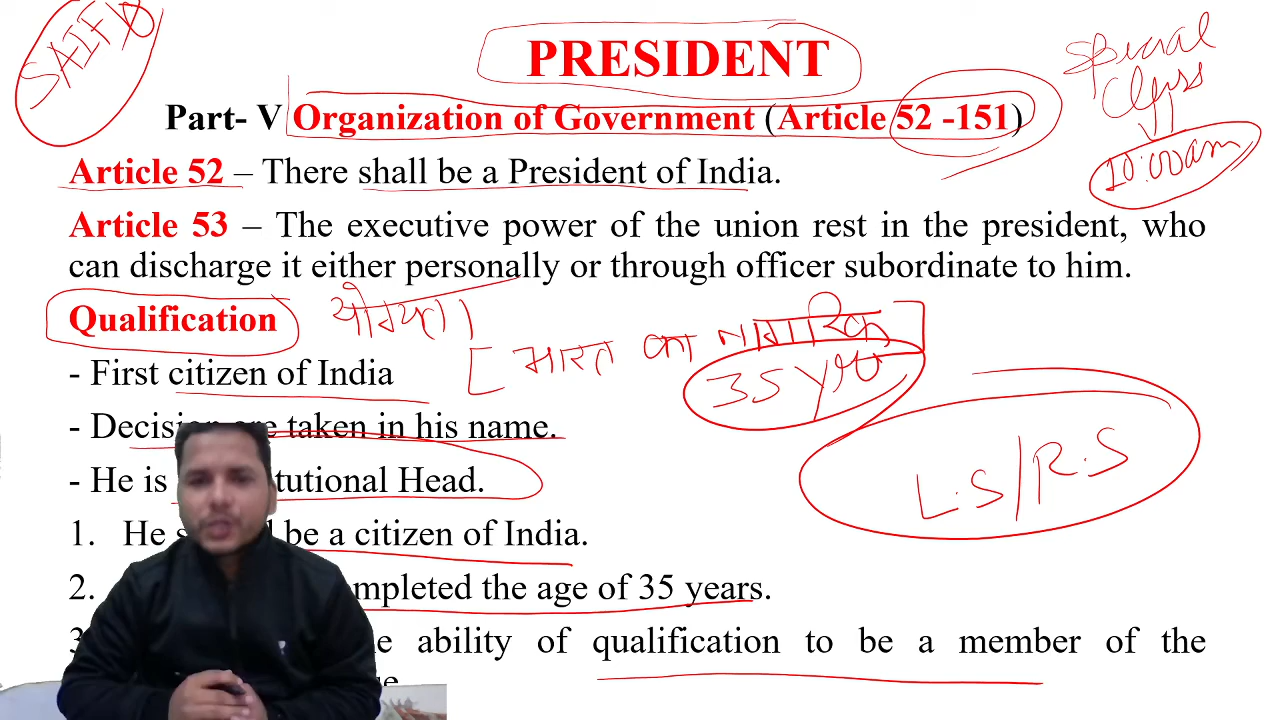 SAIF
PRESIDENT
Special
Class
10:00am
Part- V Organization of Government (Article 52 -151)
Article 52 – There shall be a President of India.
Article 53 – The executive power of the union rest in the president, who
can discharge it either personally or through officer subordinate to him.
Qualification योग्यता
- First citizen of India [भारत का नागरिक]
35 yrs
- Decision are taken in his name.
- He is tutional Head. L.S/R.S
1. He be a citizen of India.
2. mpleted the age of 35 years.
3 ability of qualification to be a member of the